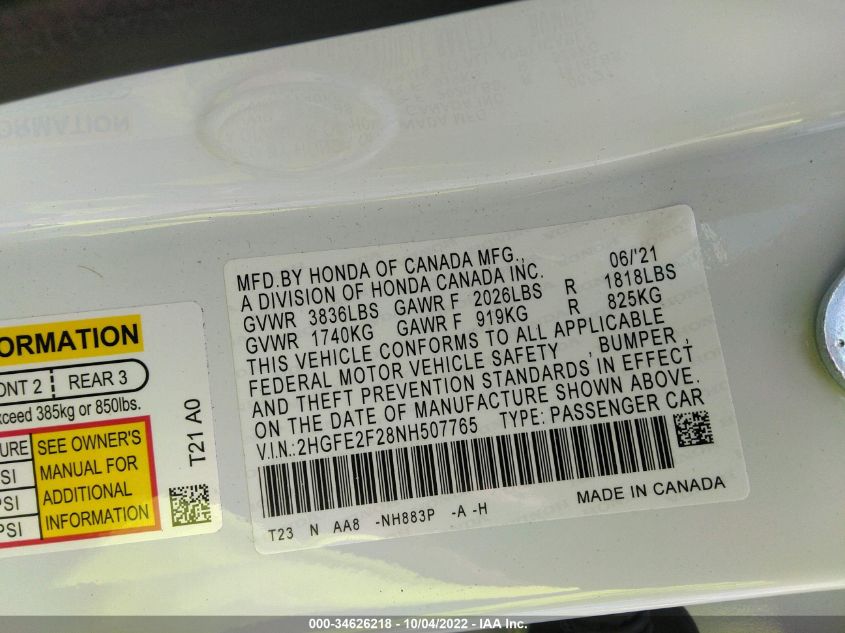 MFD.BY HONDA OF CANADA MFG., 06/'21
A DIVISION OF HONDA CANADA INC.
GVWR 3836LBS GAWR F 2026LBS R 1818LBS
GVWR 1740KG GAWR F 919KG R 825KG
THIS VEHICLE CONFORMS TO ALL APPLICABLE
FEDERAL MOTOR VEHICLE SAFETY , BUMPER ,
AND THEFT PREVENTION STANDARDS IN EFFECT
ON THE DATE OF MANUFACTURE SHOWN ABOVE.
V.I.N.:2HGFE2F28NH507765 TYPE: PASSENGER CAR
MADE IN CANADA
T23 N AA8 -NH883P -A -H
ORMATION
ONT 2 REAR 3
xceed 385kg or 850lbs.
URE
PSI
PSI
PSI
SEE OWNER'S
MANUAL FOR
ADDITIONAL
INFORMATION
T21 A0
000-34626218 - 10/04/2022 - IAA Inc.